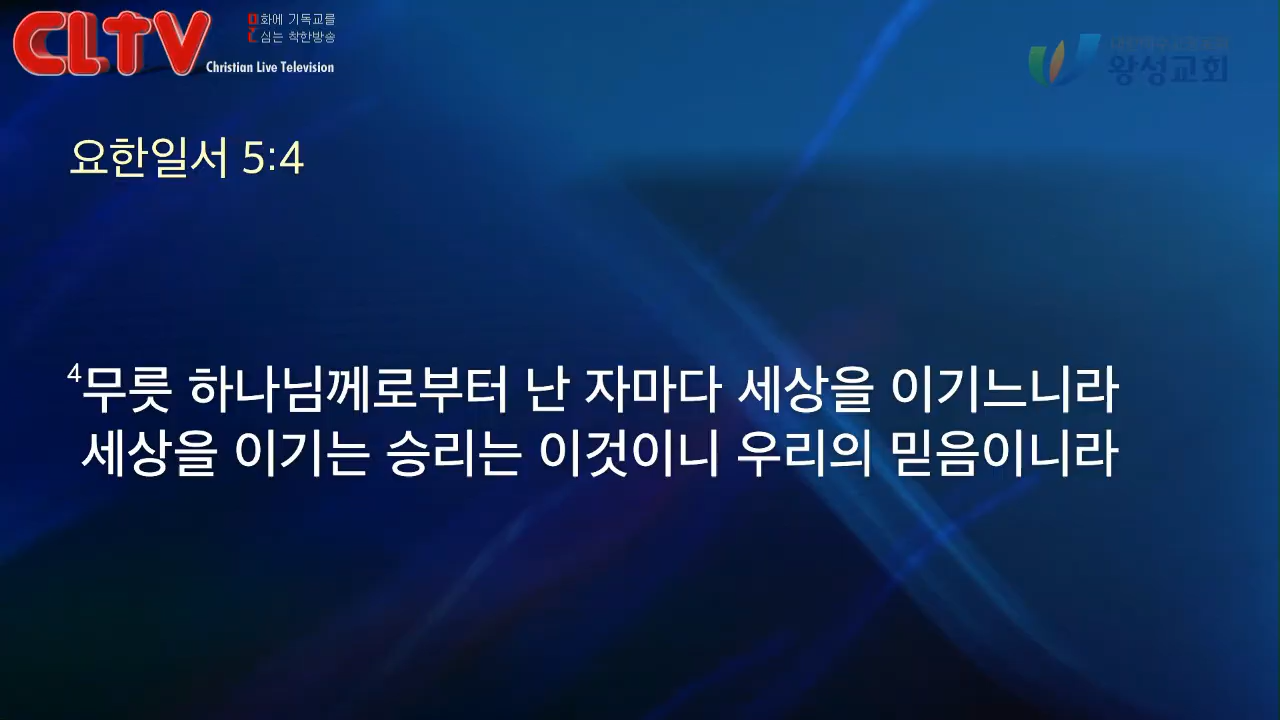 CLTV
문화에 기독교를
심는 착한방송
Christian Live Television
왕성교회
요한일서 5:4
4무릇 하나님께로부터 난 자마다 세상을 이기느니라
세상을 이기는 승리는 이것이니 우리의 믿음이니라